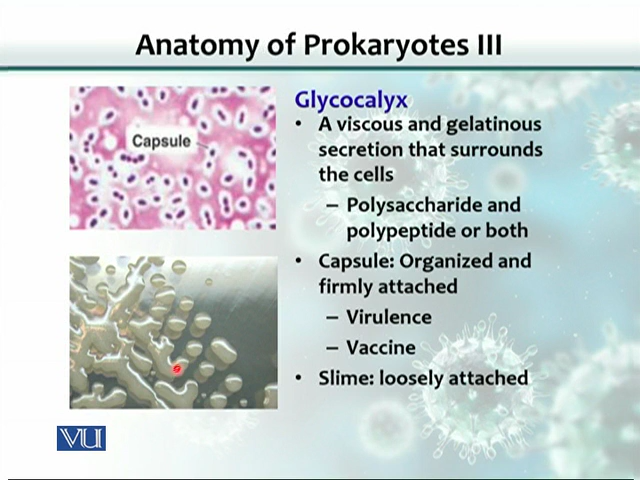 Anatomy of Prokaryotes III
Capsule
Glycocalyx
• A viscous and gelatinous
secretion that surrounds
the cells
– Polysaccharide and
polypeptide or both
• Capsule: Organized and
firmly attached
– Virulence
– Vaccine
• Slime: loosely attached
VU